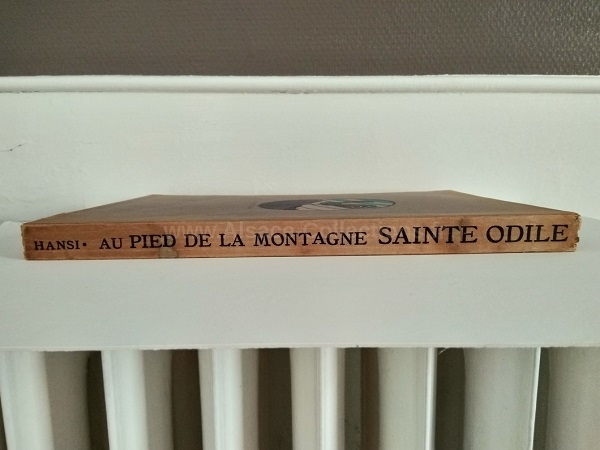 HANSI • AU PIED DE LA MONTAGNE SAINTE ODILE